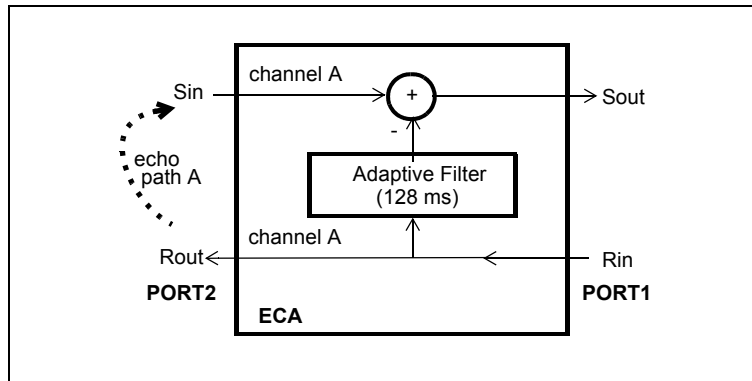 channel A
Sin
+
Sout
-
echo
path A
Adaptive Filter
(128 ms)
channel A
Rout
Rin
PORT2
PORT1
ECA